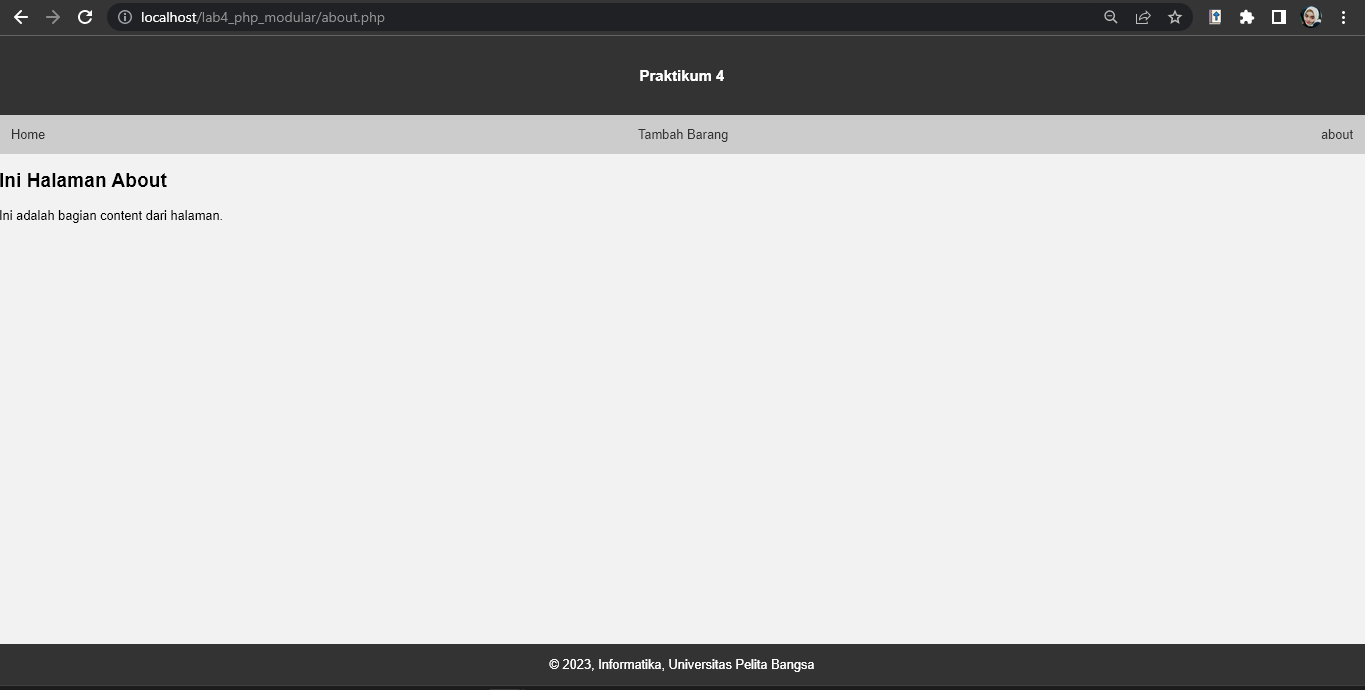 localhost/lab4_php_modular/about.php
Praktikum 4
Home Tambah Barang about
Ini Halaman About
Ini adalah bagian content dari halaman.
© 2023, Informatika, Universitas Pelita Bangsa